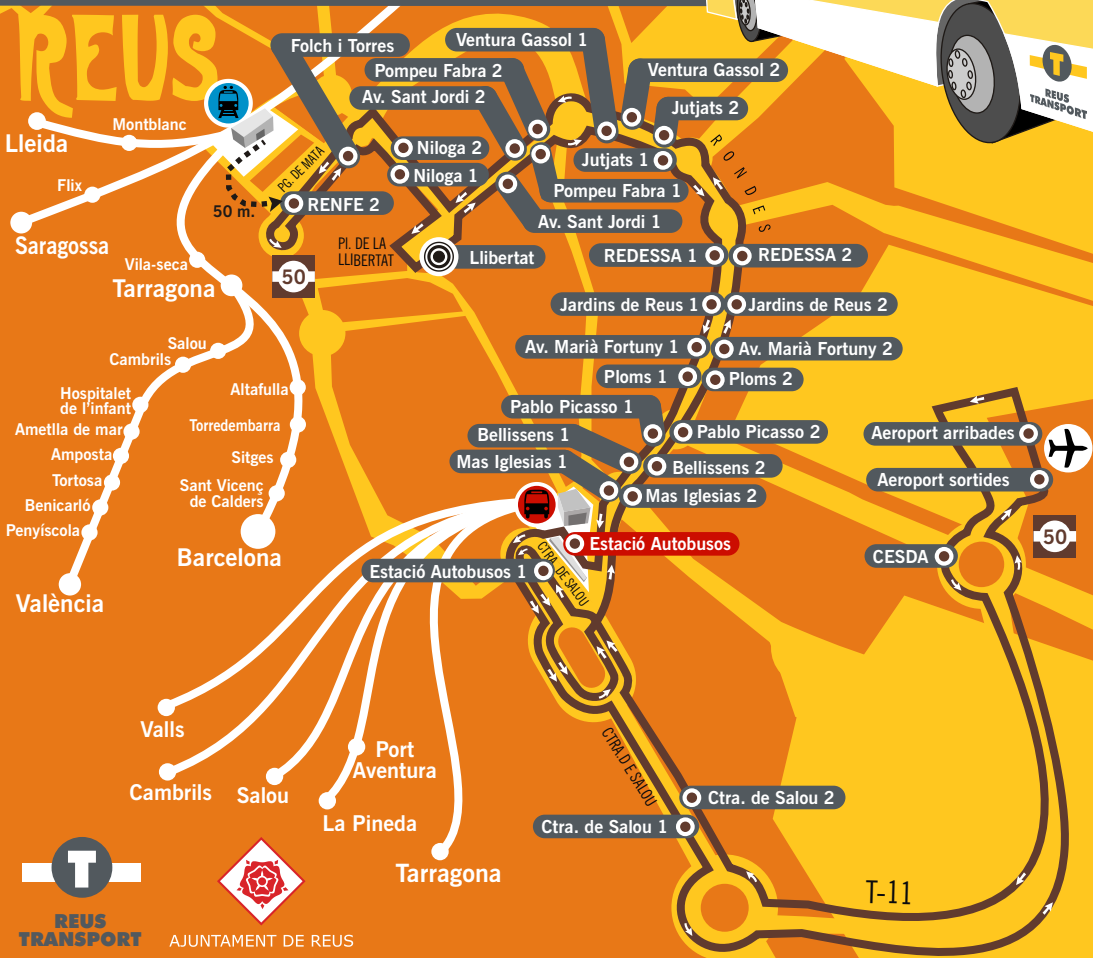 REUS
Folch i Torres
Ventura Gassol 1
Pompeu Fabra 2
Ventura Gassol 2
Av. Sant Jordi 2
Jutjats 2
T
REUS
TRANSPORT
Lleida
Montblanc
Niloga 2
Jutjats 1
RONDES
Flix
PG. DE MATA
Niloga 1
Pompeu Fabra 1
50 m.
RENFE 2
Av. Sant Jordi 1
Saragossa
PI. DE LA
LLIBERTAT
Llibertat
REDESSA 1
REDESSA 2
Vila-seca
50
Tarragona
Jardins de Reus 1
Jardins de Reus 2
Salou
Cambrils
Av. Marià Fortuny 1
Av. Marià Fortuny 2
Ploms 1
Ploms 2
Hospitalet
de l'infant
Altafulla
Pablo Picasso 1
Ametlla de mar
Torredembarra
Bellissens 1
Pablo Picasso 2
Aeroport arribades
Amposta
Sitges
Mas Iglesias 1
Bellissens 2
Tortosa
Sant Vicenç
de Calders
Mas Iglesias 2
Aeroport sortides
Benicarló
Penyíscola
50
Barcelona
Estació Autobusos
CESDA
Estació Autobusos 1
CTRA. DE SALOU
València
Valls
Port
Aventura
CTRA.D E SALOU
Cambrils
Salou
Ctra. de Salou 2
La Pineda
Ctra. de Salou 1
Tarragona
T-11
T
REUS
TRANSPORT
AJUNTAMENT DE REUS